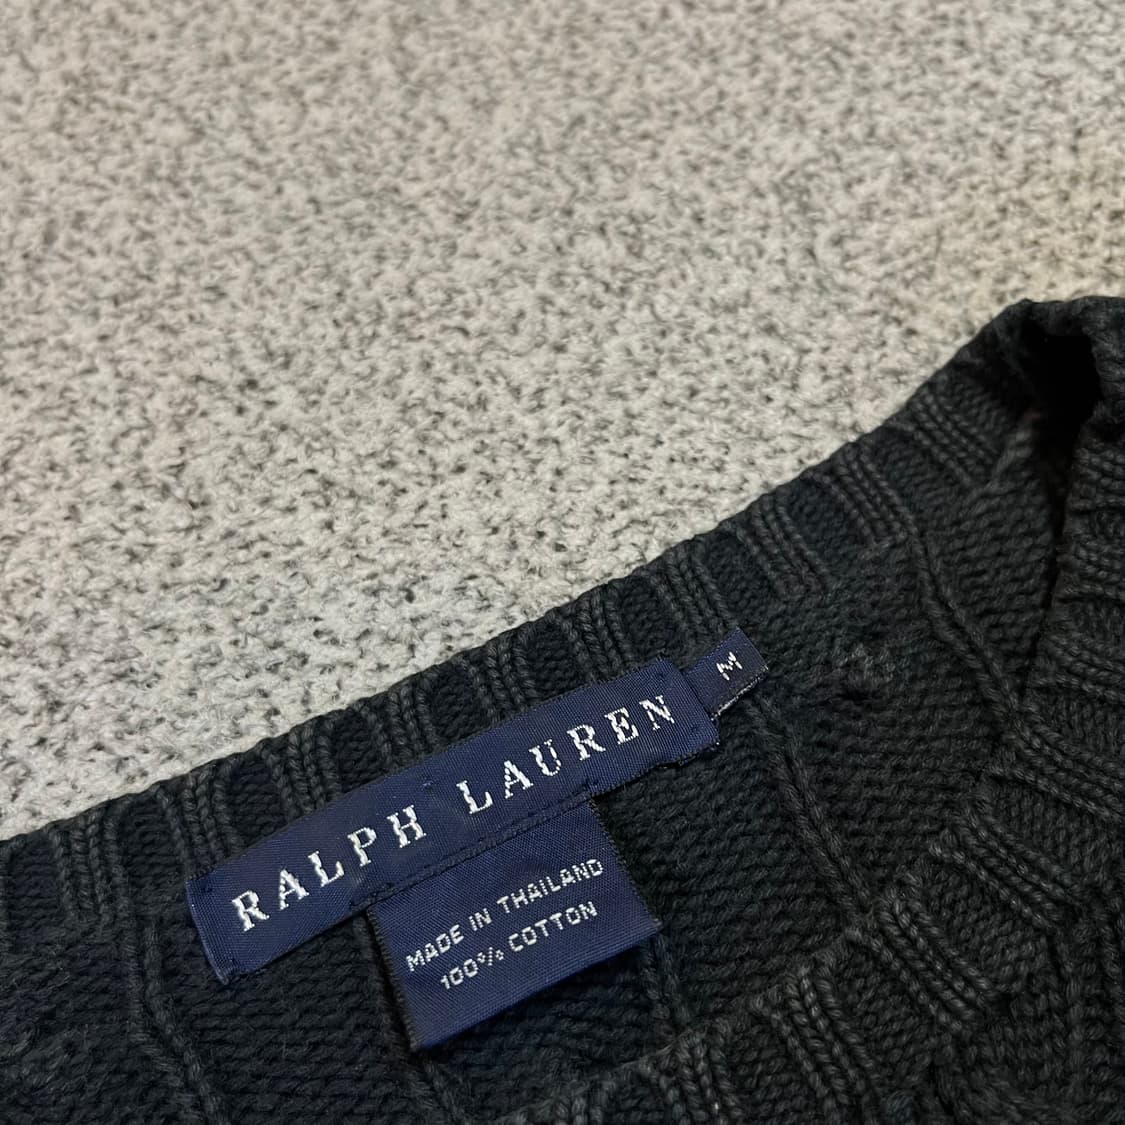 RALPH LAUREN
M
MADE IN THAILAND
100% COTTON